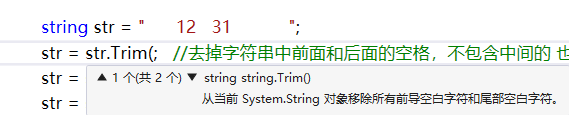 string str = "      12   31          ";
str = str.Trim(;   //去掉字符串中前面和后面的空格，不包含中间的 也
str =
▲ 1 个(共 2 个) ▼ string string.Trim()
str =
从当前 System.String 对象移除所有前导空白字符和尾部空白字符。